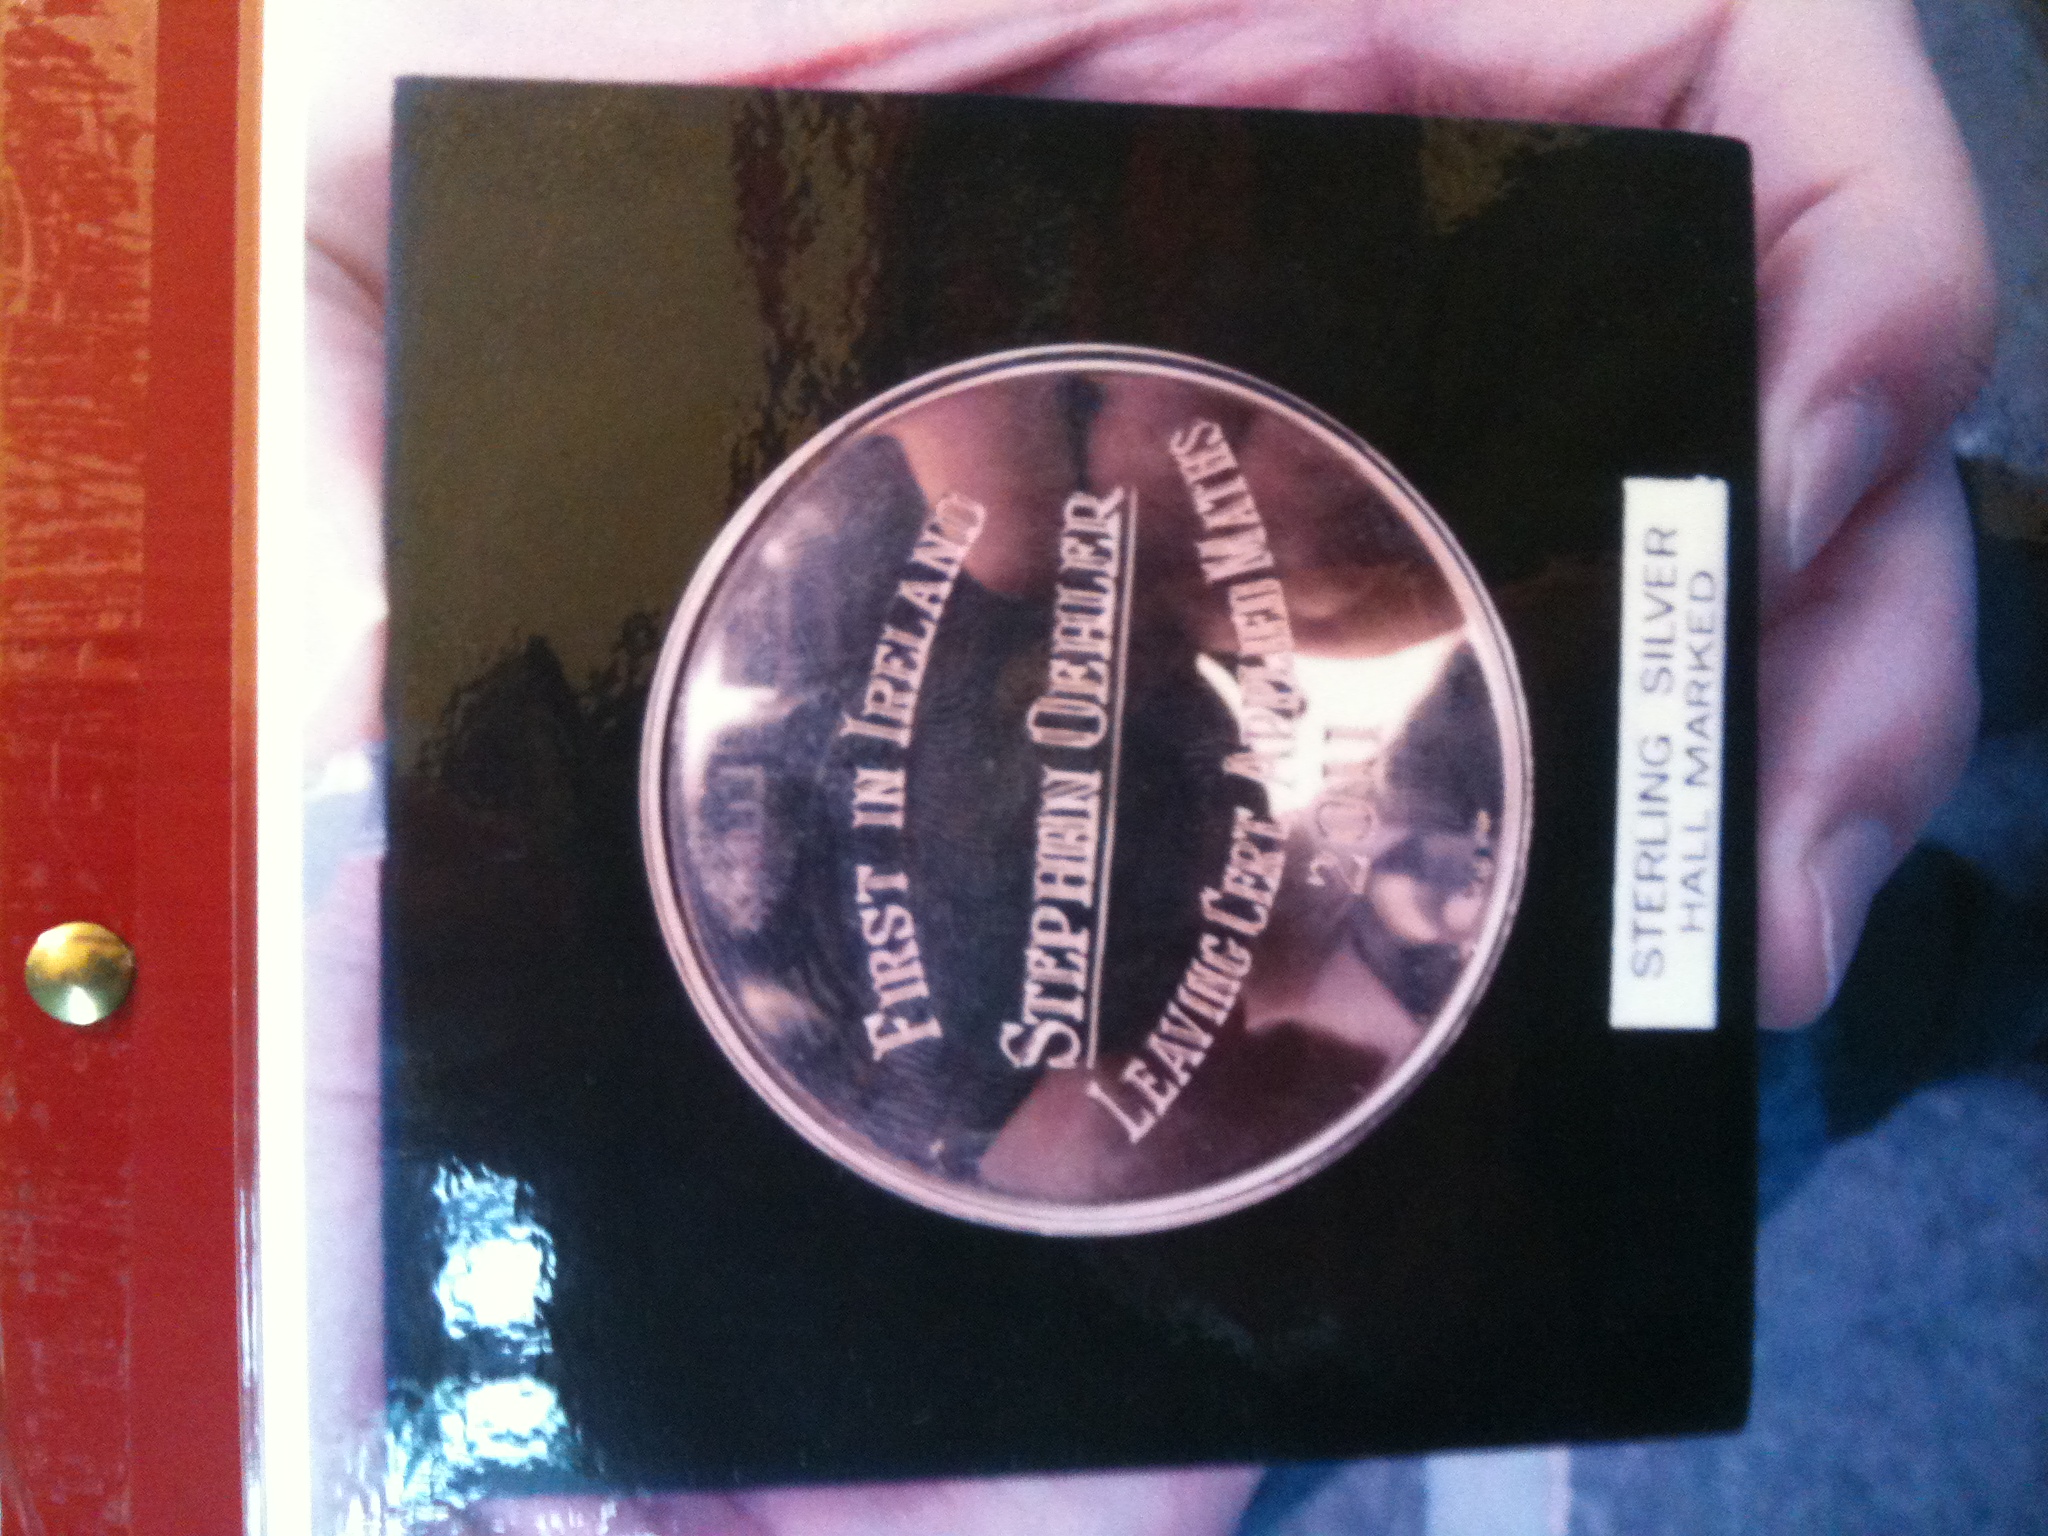 First in Ireland
Stephen Oehler
Leaving Cert Applied Maths
2011
STERLING SILVER
HALL MARKED